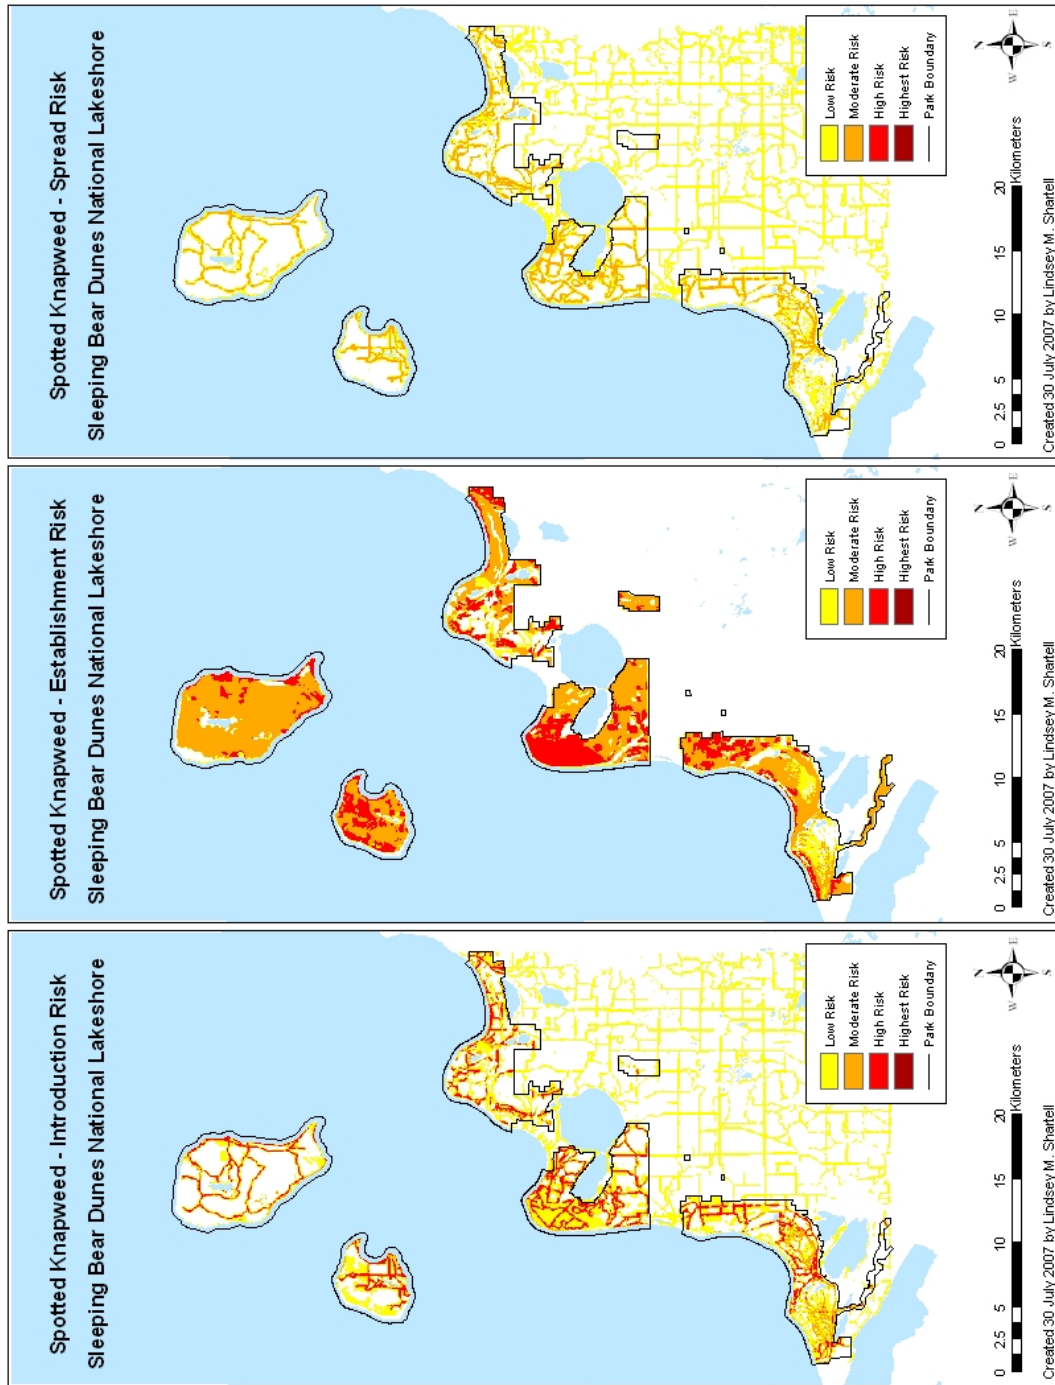 Spotted Knapweed - Introduction Risk
Sleeping Bear Dunes National Lakeshore
Low Risk
Moderate Risk
High Risk
Highest Risk
Park Boundary
N
W
E
S
0 2.5 5 10 15 20
Kilometers
Created 30 July 2007 by Lindsey M. Shartell
Spotted Knapweed - Establishment Risk
Sleeping Bear Dunes National Lakeshore
Low Risk
Moderate Risk
High Risk
Highest Risk
Park Boundary
N
W
E
S
0 2.5 5 10 15 20
Kilometers
Created 30 July 2007 by Lindsey M. Shartell
Spotted Knapweed - Spread Risk
Sleeping Bear Dunes National Lakeshore
Low Risk
Moderate Risk
High Risk
Highest Risk
Park Boundary
N
W
E
S
0 2.5 5 10 15 20
Kilometers
Created 30 July 2007 by Lindsey M. Shartell